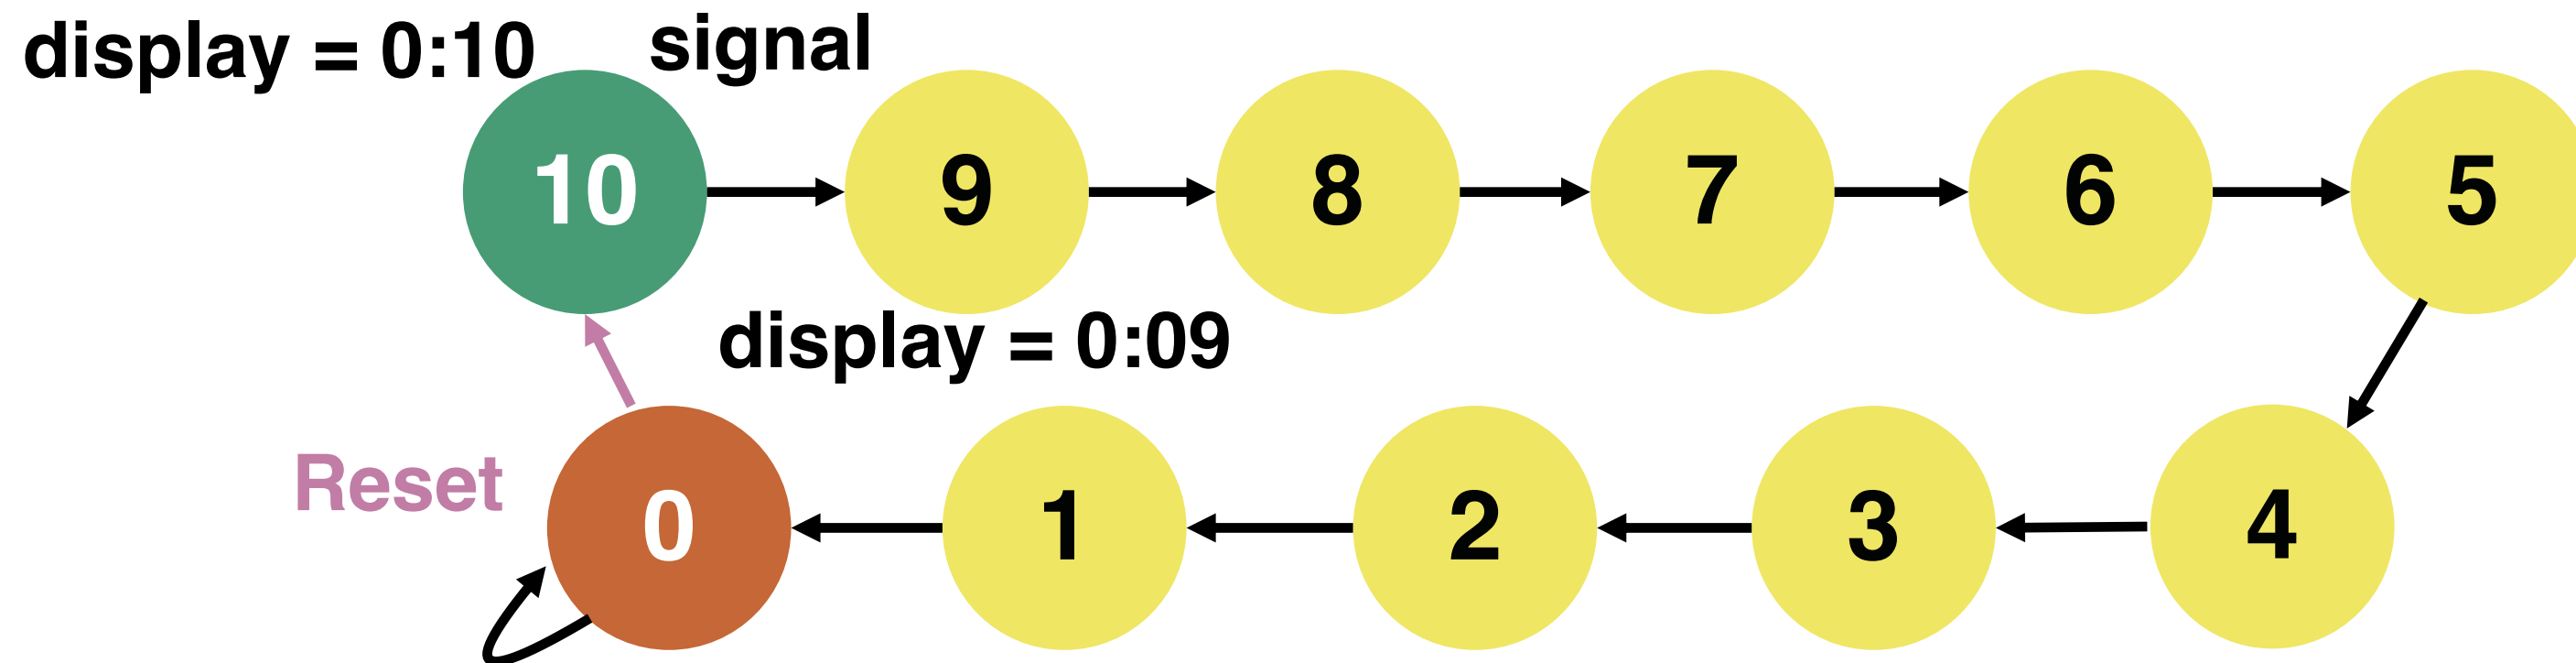 display = 0:10 signal
10 9 8 7 6 5
display = 0:09
Reset
0 1 2 3 4